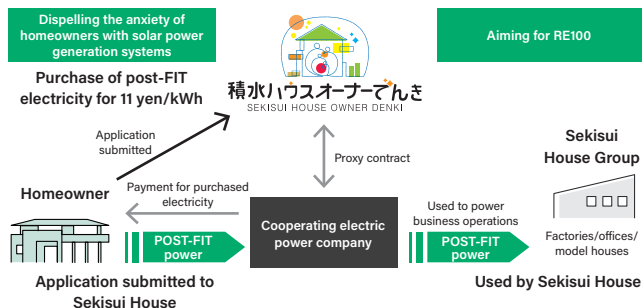 Dispelling the anxiety of
homeowners with solar power
generation systems
Purchase of post-FIT
electricity for 11 yen/kWh
積水ハウスオーナーでんき
SEKISUI HOUSE OWNER DENKI
Aiming for RE100
Application
submitted
Proxy contract
Sekisui
House Group
Homeowner
Payment for purchased
electricity
Cooperating electric
power company
Used to power
business operations
POST-FIT
power
POST-FIT
power
Factories/offices/
model houses
Application submitted to
Sekisui House
Used by Sekisui House